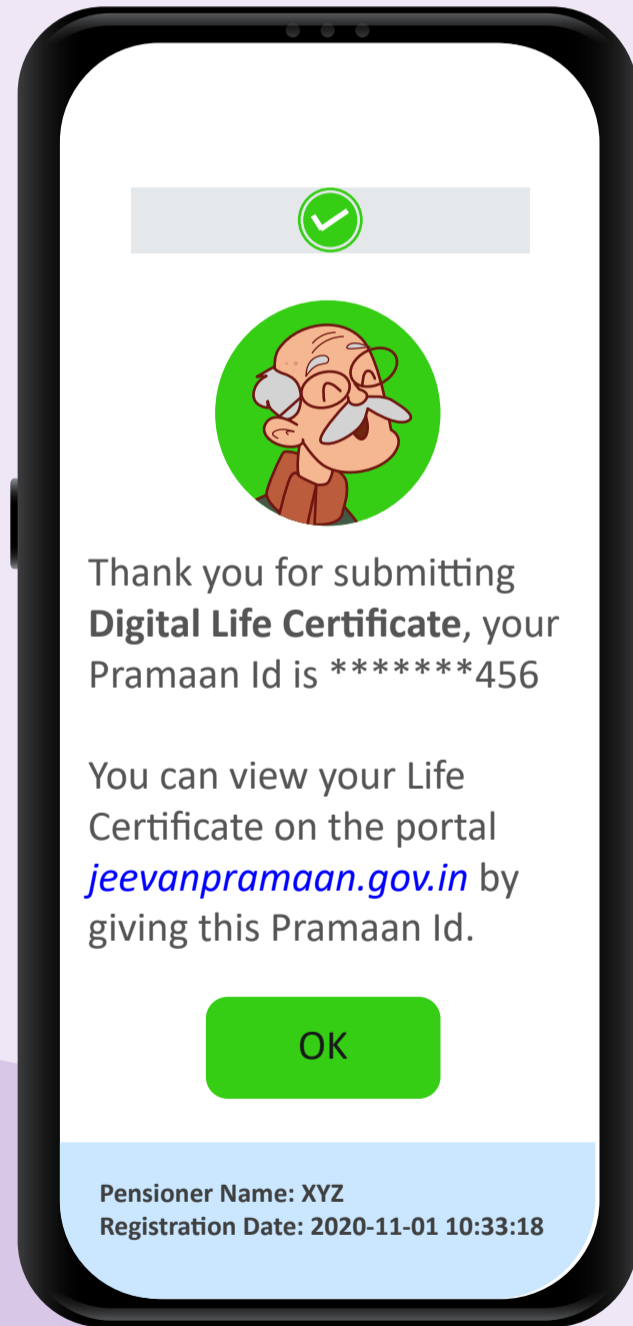 Thank you for submitting
Digital Life Certificate, your
Pramaan Id is *******456
You can view your Life
Certificate on the portal
jeevanpramaan.gov.in by
giving this Pramaan Id.
OK
Pensioner Name: XYZ
Registration Date: 2020-11-01 10:33:18